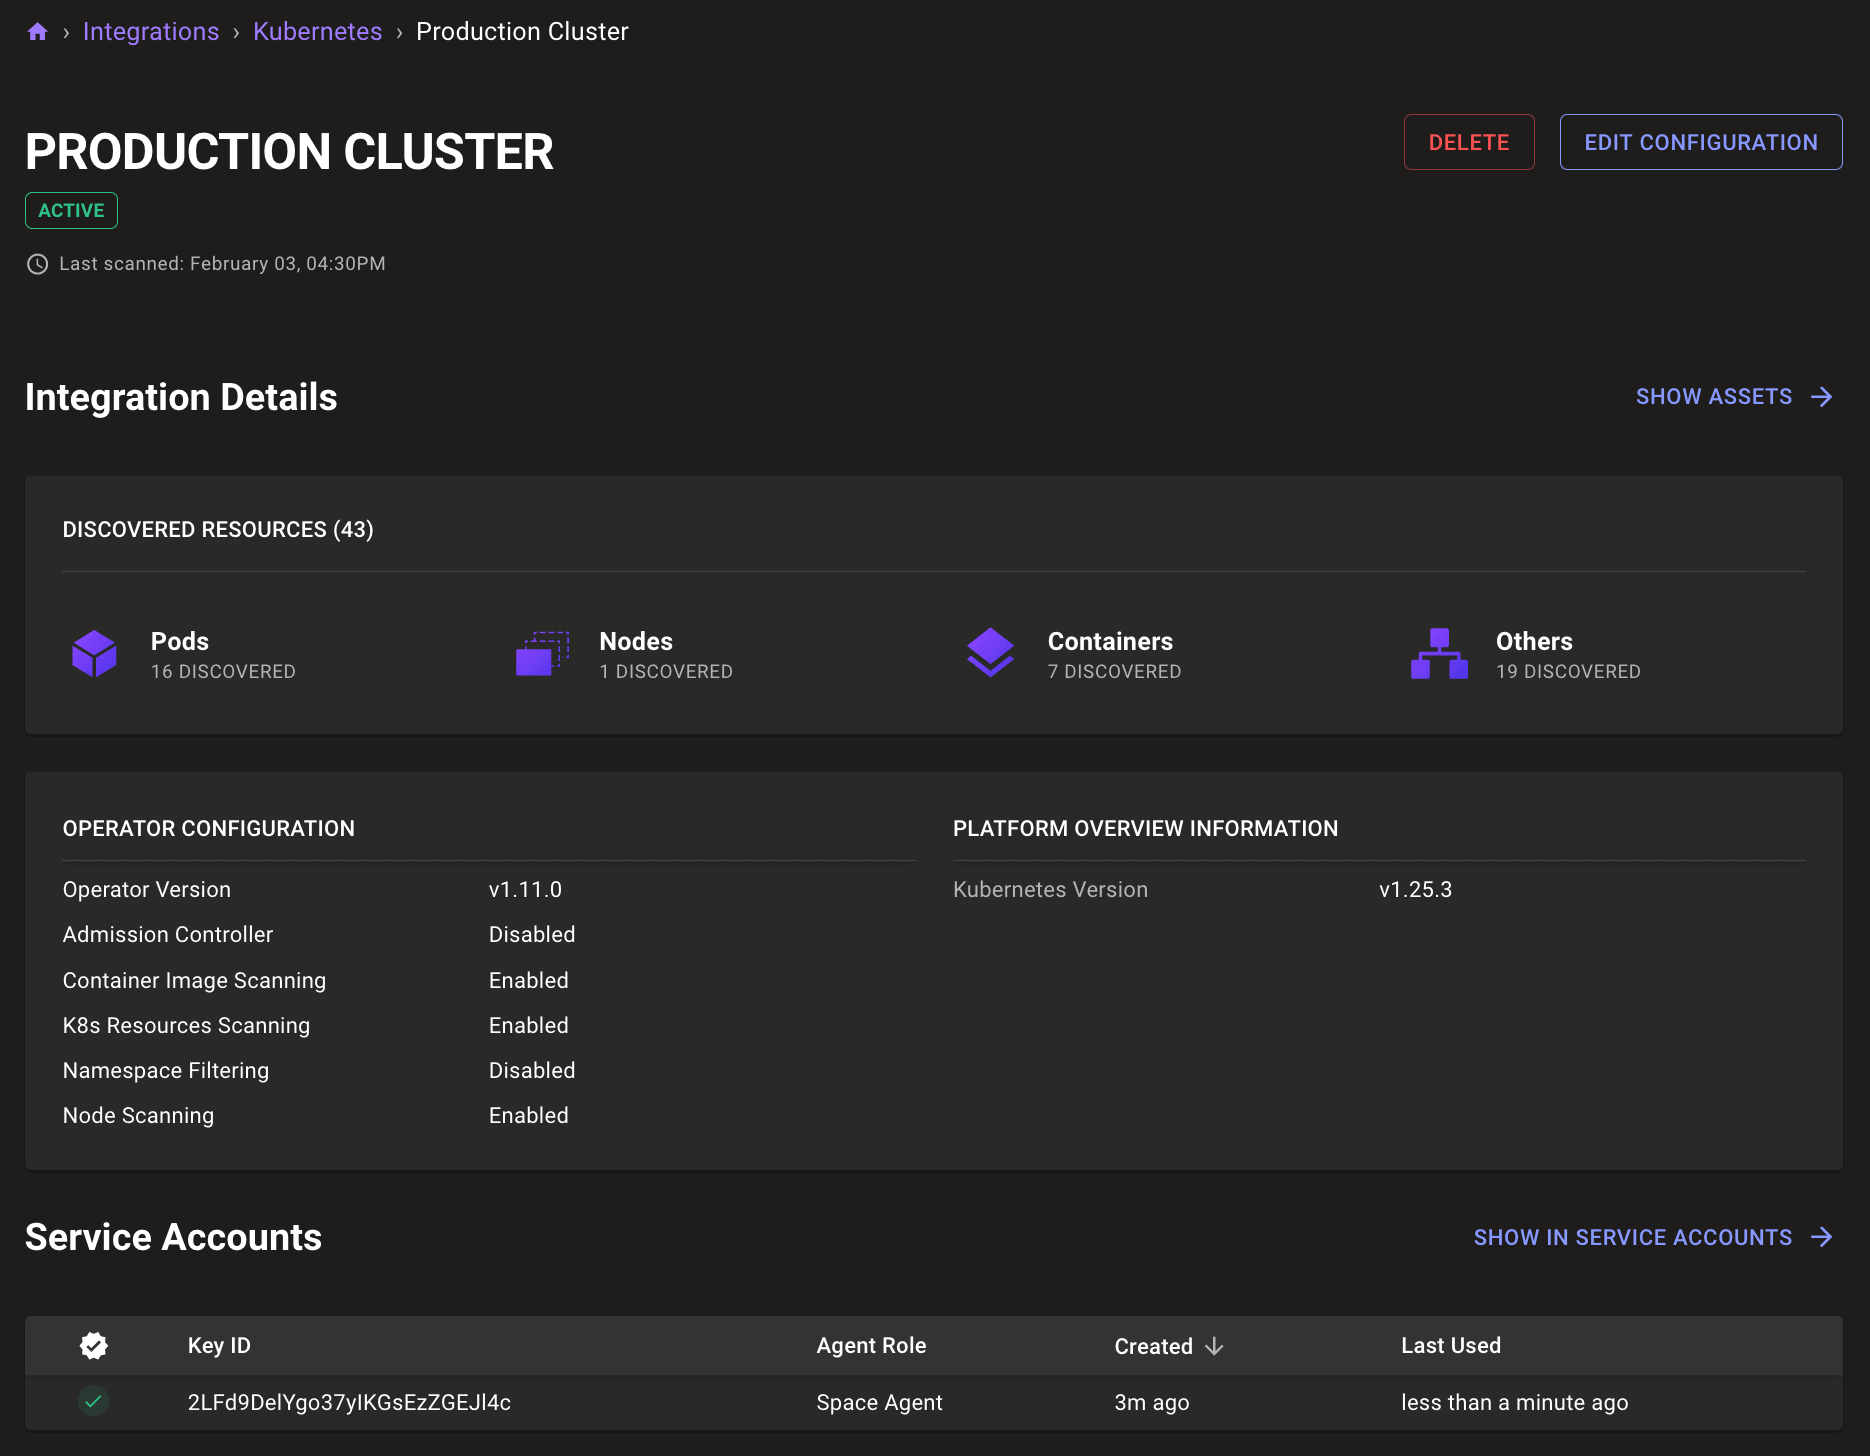 › Integrations › Kubernetes › Production Cluster
PRODUCTION CLUSTER
DELETE
EDIT CONFIGURATION
ACTIVE
Last scanned: February 03, 04:30PM
Integration Details
SHOW ASSETS
DISCOVERED RESOURCES (43)
Pods
16 DISCOVERED
Nodes
1 DISCOVERED
Containers
7 DISCOVERED
Others
19 DISCOVERED
OPERATOR CONFIGURATION
Operator Version v1.11.0
Admission Controller Disabled
Container Image Scanning Enabled
K8s Resources Scanning Enabled
Namespace Filtering Disabled
Node Scanning Enabled
PLATFORM OVERVIEW INFORMATION
Kubernetes Version v1.25.3
Service Accounts
SHOW IN SERVICE ACCOUNTS
Key ID Agent Role Created Last Used
2LFd9DelYgo37yIKGsEzZGEJl4c Space Agent 3m ago less than a minute ago